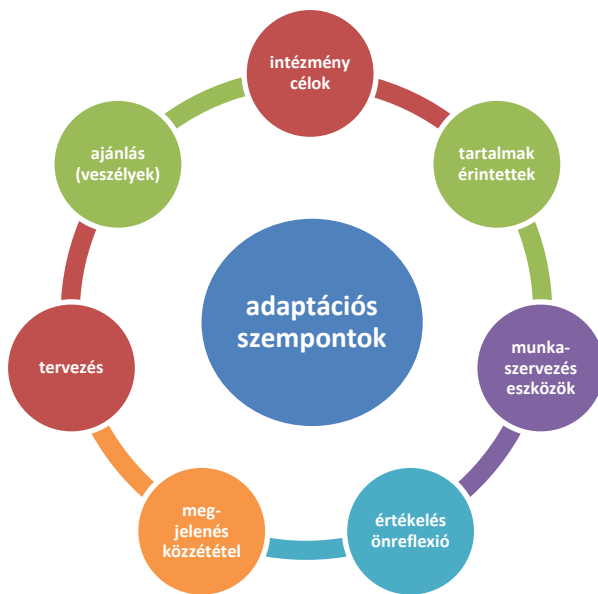 intézmény
célok
tartalmak
érintettek
munka-
szervezés
eszközök
értékelés
önreflexió
meg-
jelenés
közzététel
tervezés
ajánlás
(veszélyek)
adaptációs
szempontok